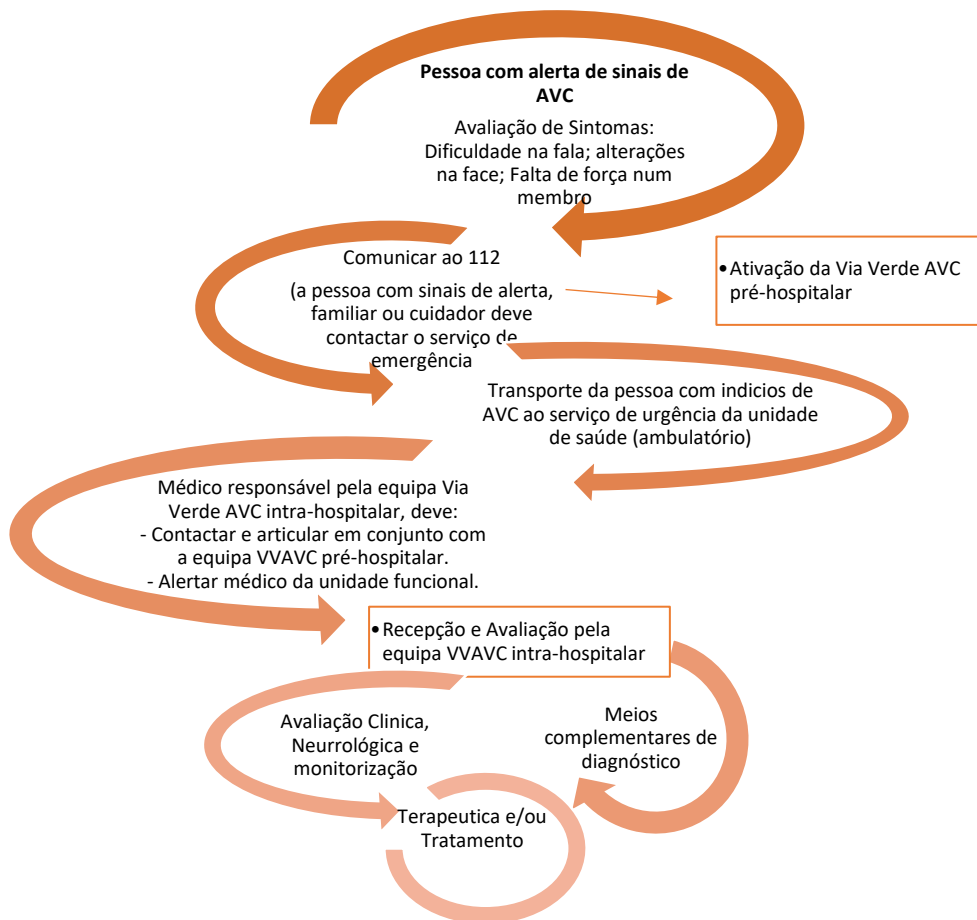 Pessoa com alerta de sinais de
AVC
Avaliação de Sintomas:
Dificuldade na fala; alterações
na face; Falta de força num
membro
Comunicar ao 112
(a pessoa com sinais de alerta,
familiar ou cuidador deve
contactar o serviço de
emergência
•Ativação da Via Verde AVC
pré-hospitalar
Transporte da pessoa com indicios de
AVC ao serviço de urgência da unidade
de saúde (ambulatório)
Médico responsável pela equipa Via
Verde AVC intra-hospitalar, deve:
- Contactar e articular em conjunto com
a equipa VVAVC pré-hospitalar.
- Alertar médico da unidade funcional.
•Recepção e Avaliação pela
equipa VVAVC intra-hospitalar
Avaliação Clinica,
Neurrológica e
monitorização
Meios
complementares de
diagnóstico
Terapeutica e/ou
Tratamento